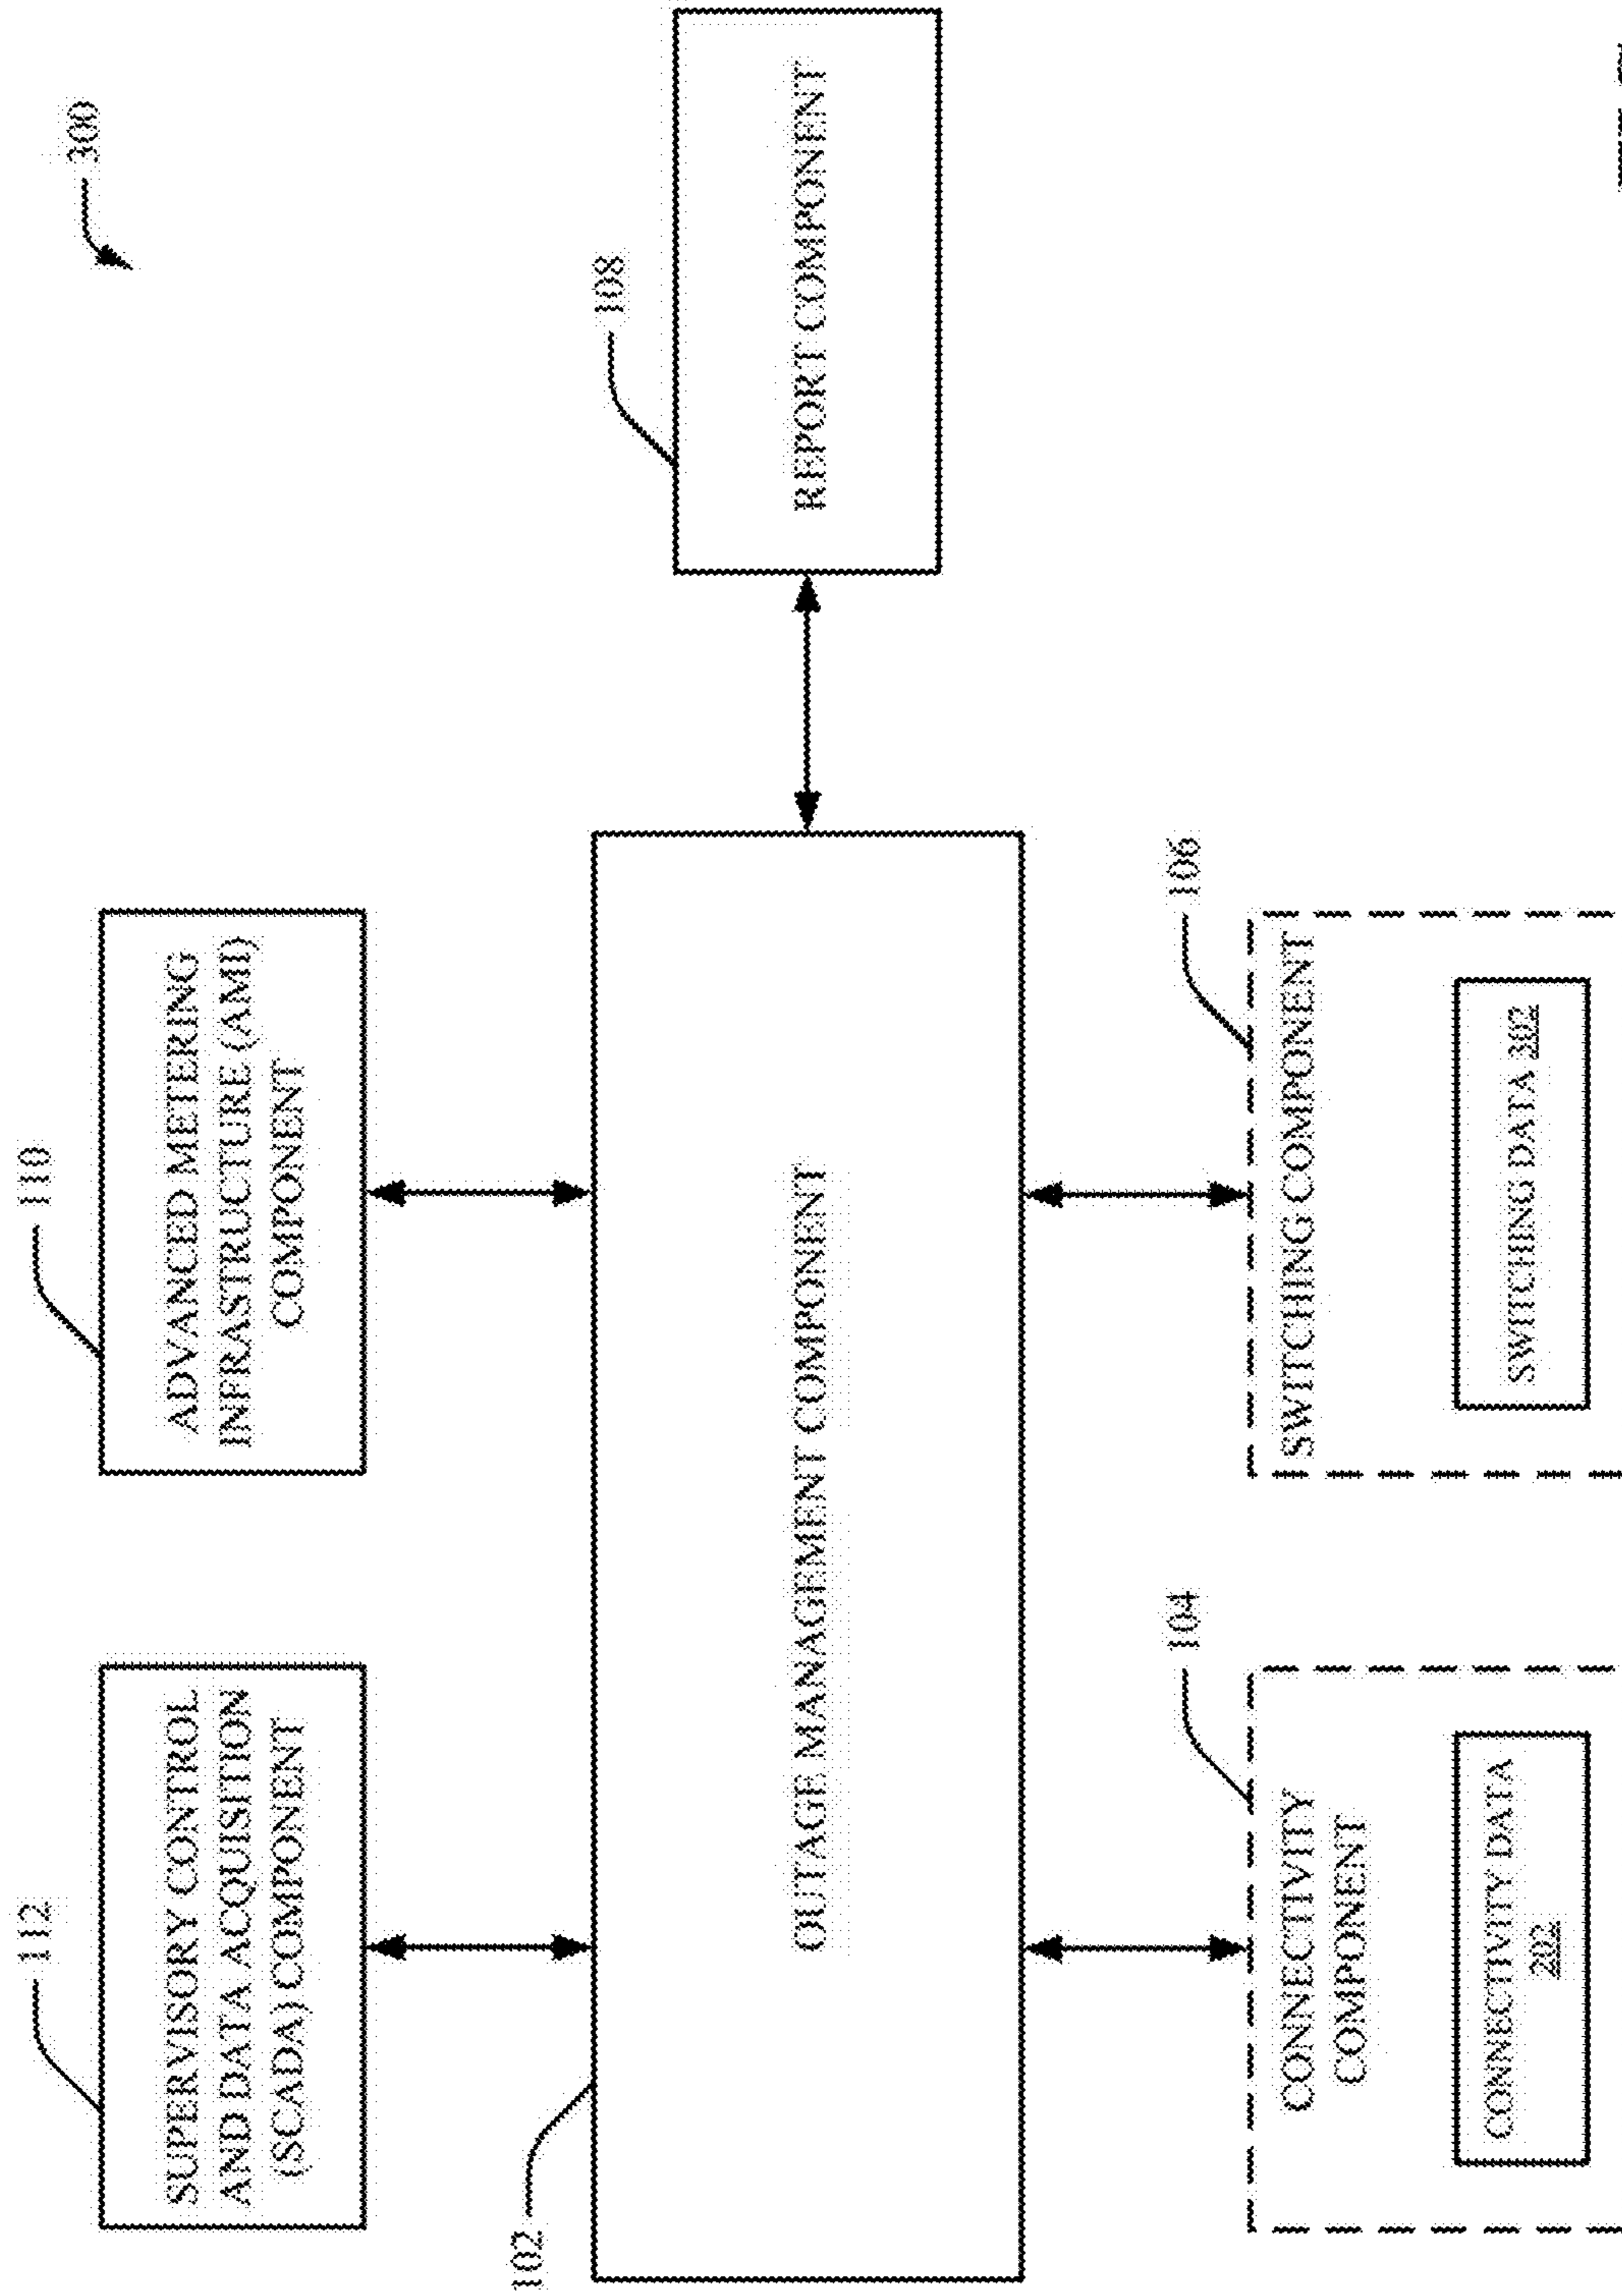 300
112
SUPERVISORY CONTROL
AND DATA ACQUISITION
(SCADA) COMPONENT
110
ADVANCED METERING
INFRASTRUCTURE (AMI)
COMPONENT
102
OUTAGE MANAGEMENT COMPONENT
108
REPORT COMPONENT
104
CONNECTIVITY
COMPONENT
CONNECTIVITY DATA
202
106
SWITCHING COMPONENT
SWITCHING DATA 302